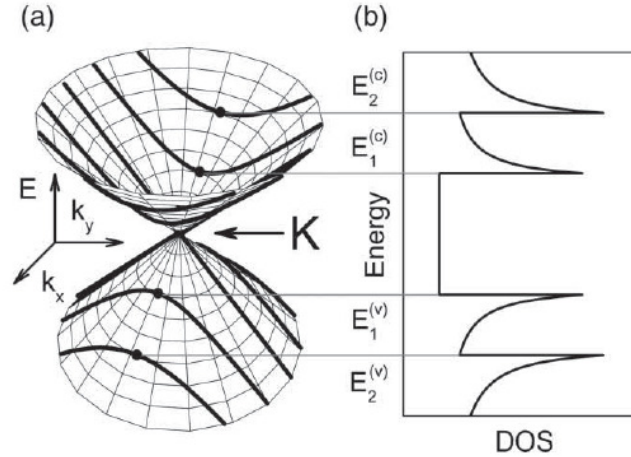 (a)
E
k_y
k_x
K
(b)
E_2^(c)
E_1^(c)
Energy
E_1^(v)
E_2^(v)
DOS